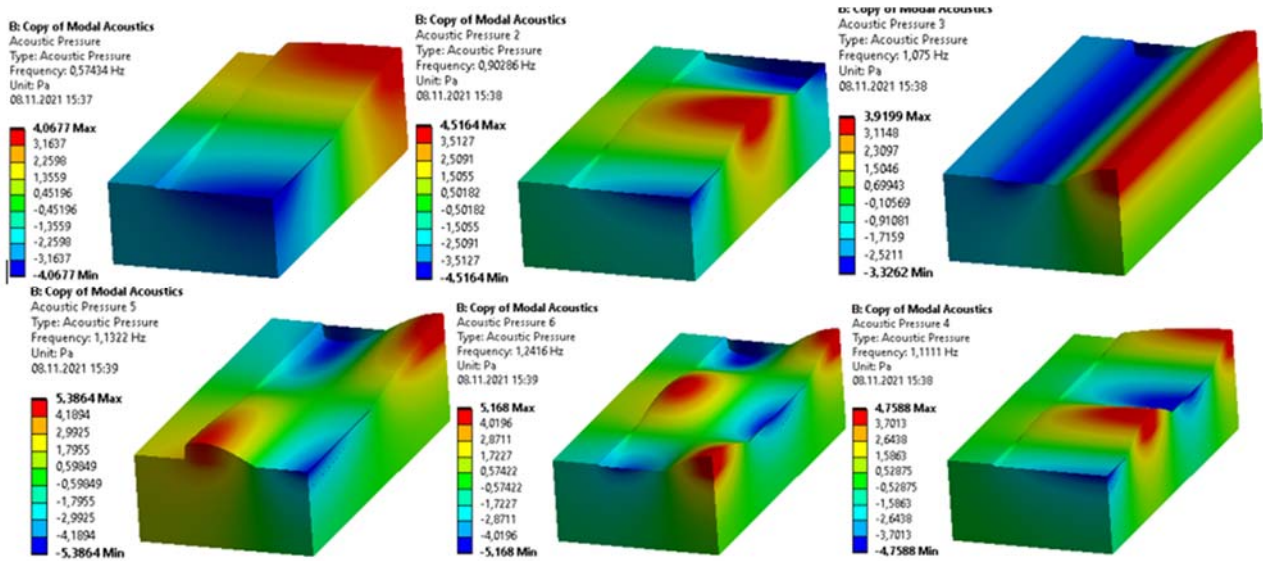 B: Copy of Modal Acoustics
Acoustic Pressure
Type: Acoustic Pressure
Frequency: 0,57434 Hz
Unit: Pa
08.11.2021 15:37
4,0677 Max
3,1637
2,2598
1,3559
0,45196
-0,45196
-1,3559
-2,2598
-3,1637
-4,0677 Min
B: Copy of Modal Acoustics
Acoustic Pressure 2
Type: Acoustic Pressure
Frequency: 0,90286 Hz
Unit: Pa
08.11.2021 15:38
4,5164 Max
3,5127
2,5091
1,5055
0,50182
-0,50182
-1,5055
-2,5091
-3,5127
-4,5164 Min
B: Copy of Modal Acoustics
Acoustic Pressure 3
Type: Acoustic Pressure
Frequency: 1,075 Hz
Unit: Pa
08.11.2021 15:38
3,9199 Max
3,1148
2,3097
1,5046
0,69943
-0,10569
-0,91081
-1,7159
-2,5211
-3,3262 Min
B: Copy of Modal Acoustics
Acoustic Pressure 5
Type: Acoustic Pressure
Frequency: 1,1322 Hz
Unit: Pa
08.11.2021 15:39
5,3864 Max
4,1894
2,9925
1,7955
0,59849
-0,59849
-1,7955
-2,9925
-4,1894
-5,3864 Min
B: Copy of Modal Acoustics
Acoustic Pressure 6
Type: Acoustic Pressure
Frequency: 1,2416 Hz
Unit: Pa
08.11.2021 15:39
5,168 Max
4,0196
2,8711
1,7227
0,57422
-0,57422
-1,7227
-2,8711
-4,0196
-5,168 Min
B: Copy of Modal Acoustics
Acoustic Pressure 4
Type: Acoustic Pressure
Frequency: 1,1111 Hz
Unit: Pa
08.11.2021 15:38
4,7588 Max
3,7013
2,6438
1,5863
0,52875
-0,52875
-1,5863
-2,6438
-3,7013
-4,7588 Min